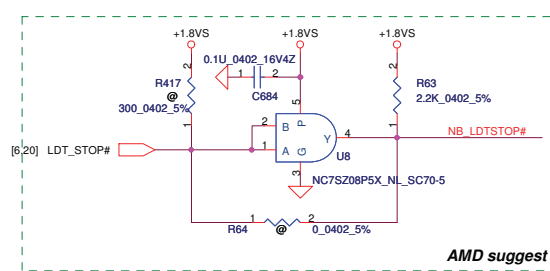 +1.8VS +1.8VS +1.8VS
0.1U_0402_16V4Z
2 1 2 2
R417 C684 R63
@ 2.2K_0402_5%
300_0402_5%
1 5 1
2 B P
Y 4 NB_LDTSTOP#
[6,20] LDT_STOP# 1 A G U8
3 NC7SZ08P5X_NL_SC70-5
1 2
R64 @ 0_0402_5%
AMD suggest